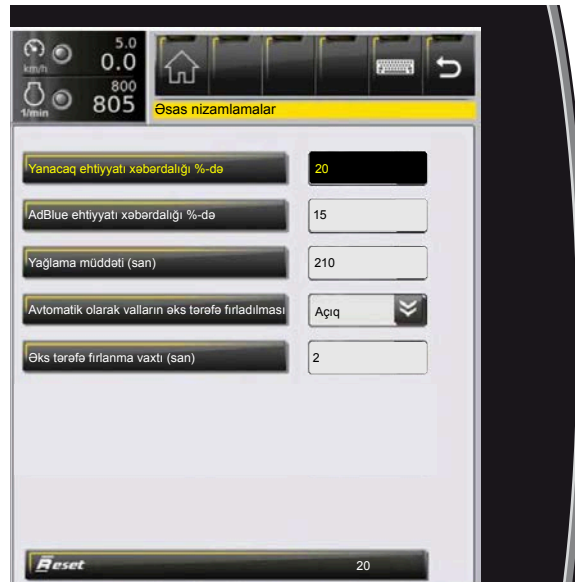 5.0
km/h 0.0
800
1/min 805
Əsas nizamlamalar
Yanacaq ehtiyyatı xəbərdalığı %-də 20
AdBlue ehtiyyatı xəbərdalığı %-də 15
Yağlama müddəti (san) 210
Avtomatik olarak valların əks tərəfə fırladılması Açıq
Əks tərəfə fırlanma vaxtı (san) 2
Reset 20